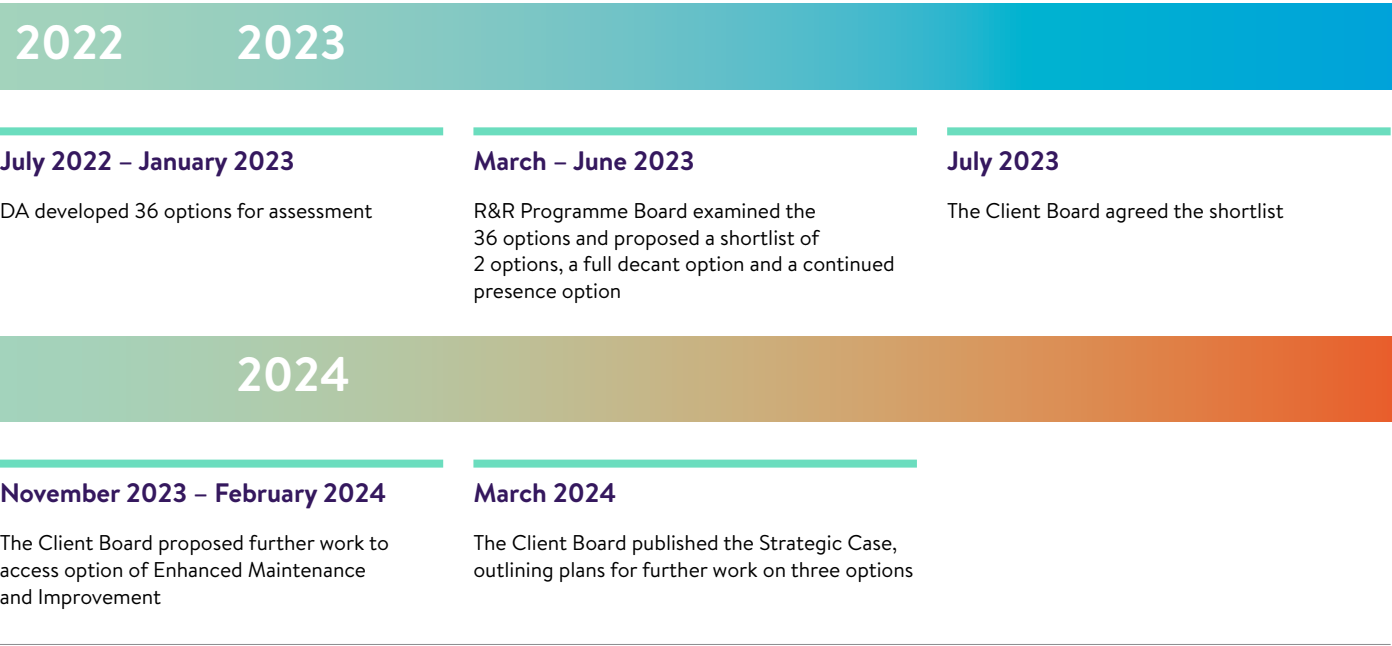 2022 2023
July 2022 – January 2023
DA developed 36 options for assessment
March – June 2023
R&R Programme Board examined the
36 options and proposed a shortlist of
2 options, a full decant option and a continued
presence option
July 2023
The Client Board agreed the shortlist
2024
November 2023 – February 2024
The Client Board proposed further work to
access option of Enhanced Maintenance
and Improvement
March 2024
The Client Board published the Strategic Case,
outlining plans for further work on three options